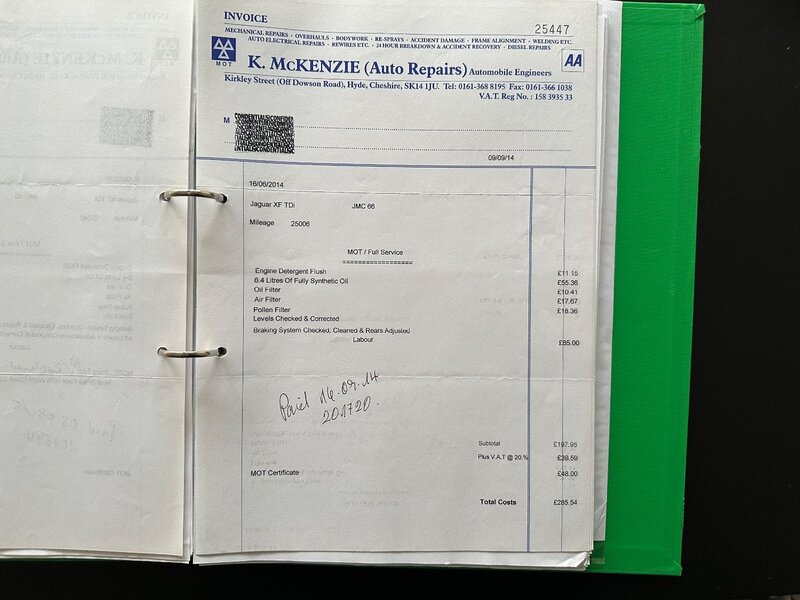 INVOICE
25447
MECHANICAL REPAIRS · OVERHAULS · BODYWORK · RE-SPRAYS · ACCIDENT DAMAGE · FRAME ALIGNMENT · WELDING ETC.
AUTO ELECTRICAL REPAIRS · REWIRES ETC. · 24 HOUR BREAKDOWN & ACCIDENT RECOVERY · DIESEL REPAIRS
MOT
K. McKENZIE (Auto Repairs) Automobile Engineers
AA
Kirkley Street (Off Dowson Road), Hyde, Cheshire, SK14 1JU. Tel: 0161-368 8195 Fax: 0161-366 1038
V.A.T. Reg No. : 158 3935 33
M
09/09/14
16/06/2014
Jaguar XF TDi JMC 66
Mileage 25006
MOT / Full Service
==================
Engine Detergent Flush £11.15
6.4 Litres Of Fully Synthetic Oil £55.36
Oil Filter £10.41
Air Filter £17.67
Pollen Filter £18.36
Levels Checked & Corrected
Braking System Checked, Cleaned & Rears Adjusted
Labour £85.00
Paid 16.09.14
201720.
Subtotal £197.95
Plus V.A.T @ 20.% £39.59
MOT Certificate £48.00
Total Costs £285.54